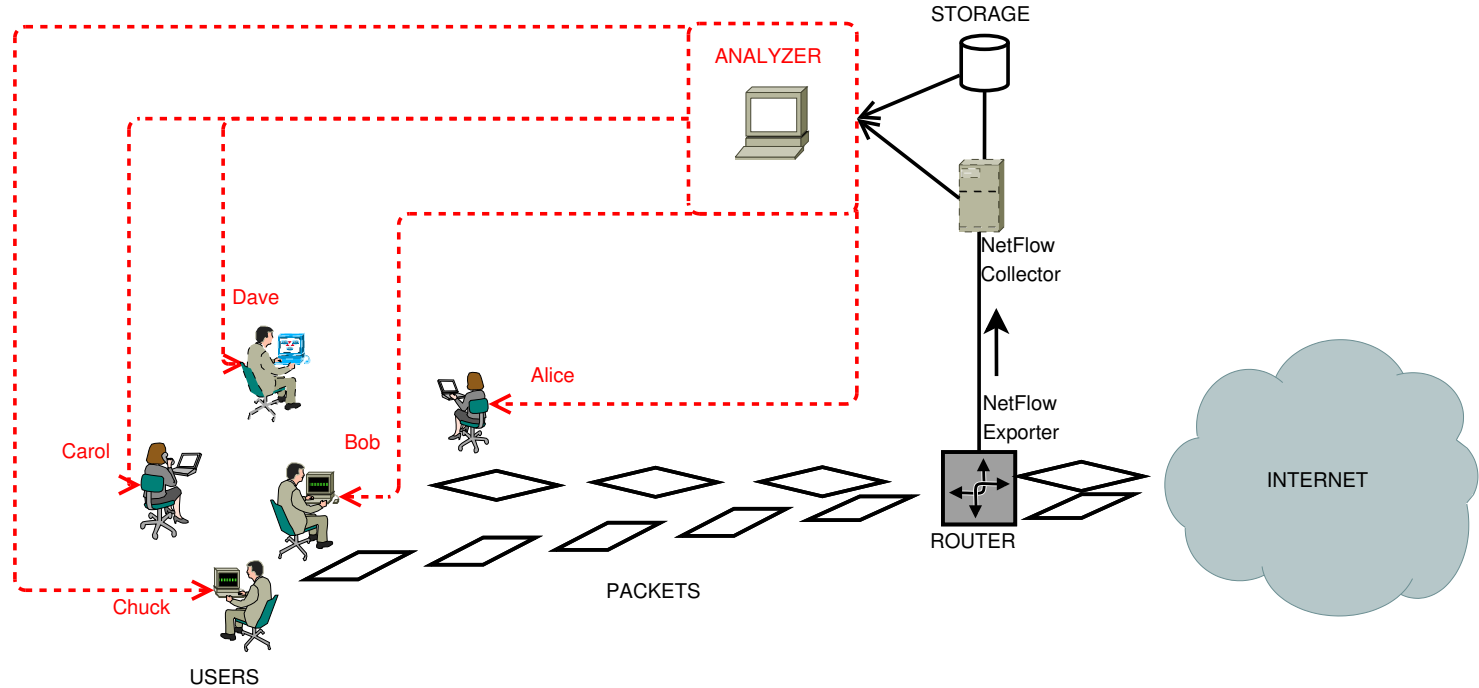 STORAGE
ANALYZER
NetFlow
Collector
Dave
Alice
NetFlow
Exporter
Carol
Bob
INTERNET
ROUTER
PACKETS
Chuck
USERS